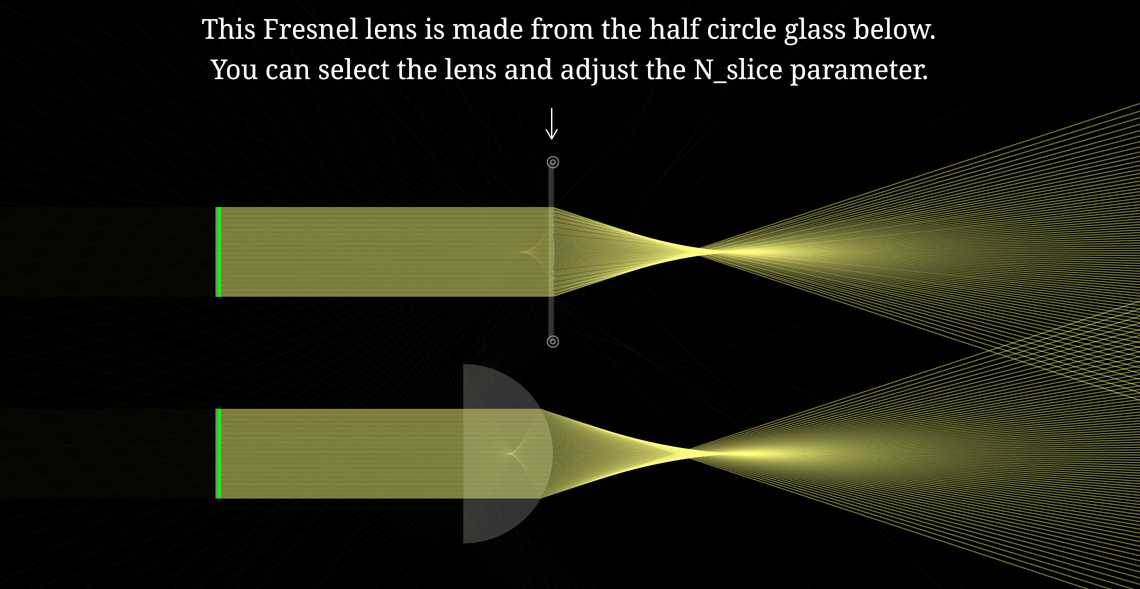 This Fresnel lens is made from the half circle glass below.
You can select the lens and adjust the N_slice parameter.